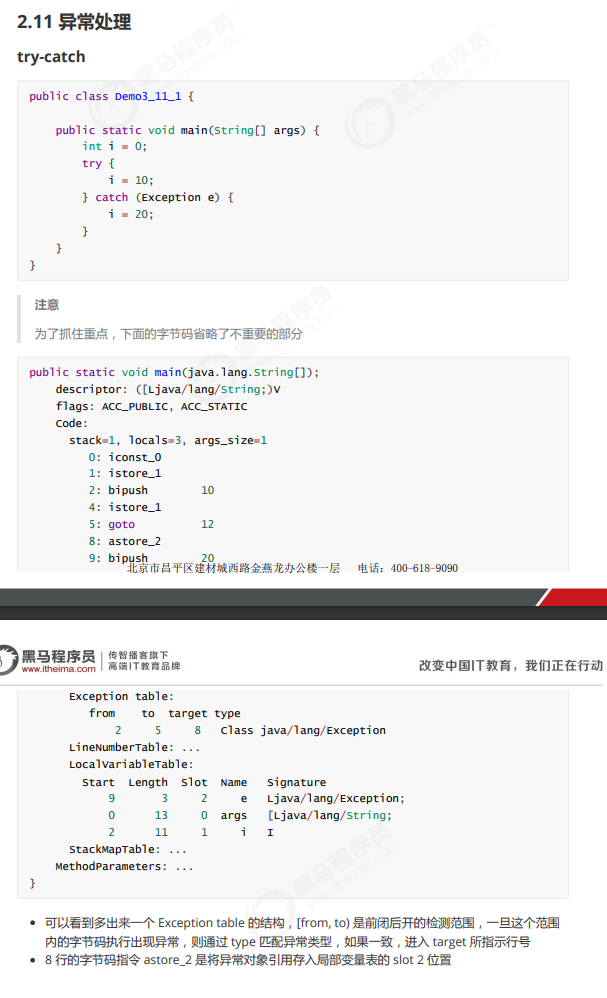 2.11 异常处理
try-catch
public class Demo3_11_1 {
public static void main(String[] args) {
int i = 0;
try {
i = 10;
} catch (Exception e) {
i = 20;
}
}
}
注意
为了抓住重点，下面的字节码省略了不重要的部分
public static void main(java.lang.String[]);
descriptor: ([Ljava/lang/String;)V
flags: ACC_PUBLIC, ACC_STATIC
Code:
stack=1, locals=3, args_size=1
0: iconst_0
1: istore_1
2: bipush 10
4: istore_1
5: goto 12
8: astore_2
9: bipush 20
北京市昌平区建材城西路金燕龙办公楼一层 电话：400-618-9090
黑马程序员
www.itheima.com
传智播客旗下
高端IT教育品牌
改变中国IT教育，我们正在行动
Exception table:
from to target type
2 5 8 Class java/lang/Exception
LineNumberTable: ...
LocalVariableTable:
Start Length Slot Name Signature
9 3 2 e Ljava/lang/Exception;
0 13 0 args [Ljava/lang/String;
2 11 1 i I
StackMapTable: ...
MethodParameters: ...
}
• 可以看到多出来一个 Exception table 的结构，[from, to) 是前闭后开的检测范围，一旦这个范围
内的字节码执行出现异常，则通过 type 匹配异常类型，如果一致，进入 target 所指示行号
• 8 行的字节码指令 astore_2 是将异常对象引用存入局部变量表的 slot 2 位置